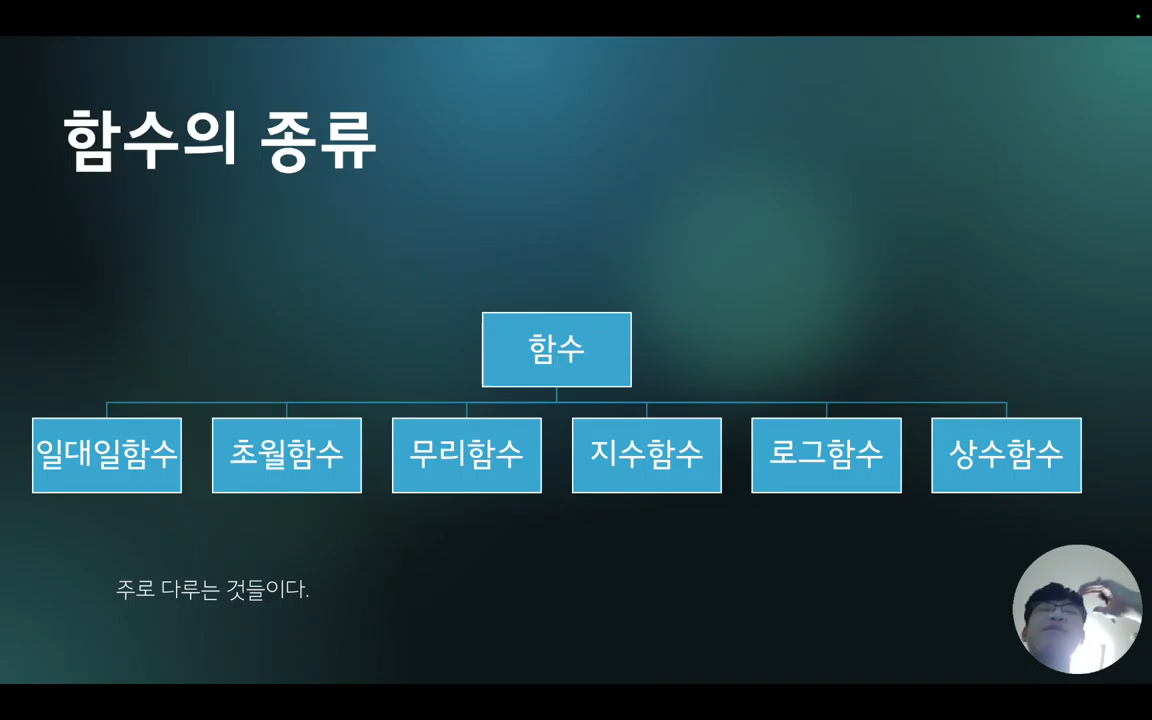 함수의 종류
함수
일대일함수
초월함수
무리함수
지수함수
로그함수
상수함수
주로 다루는 것들이다.